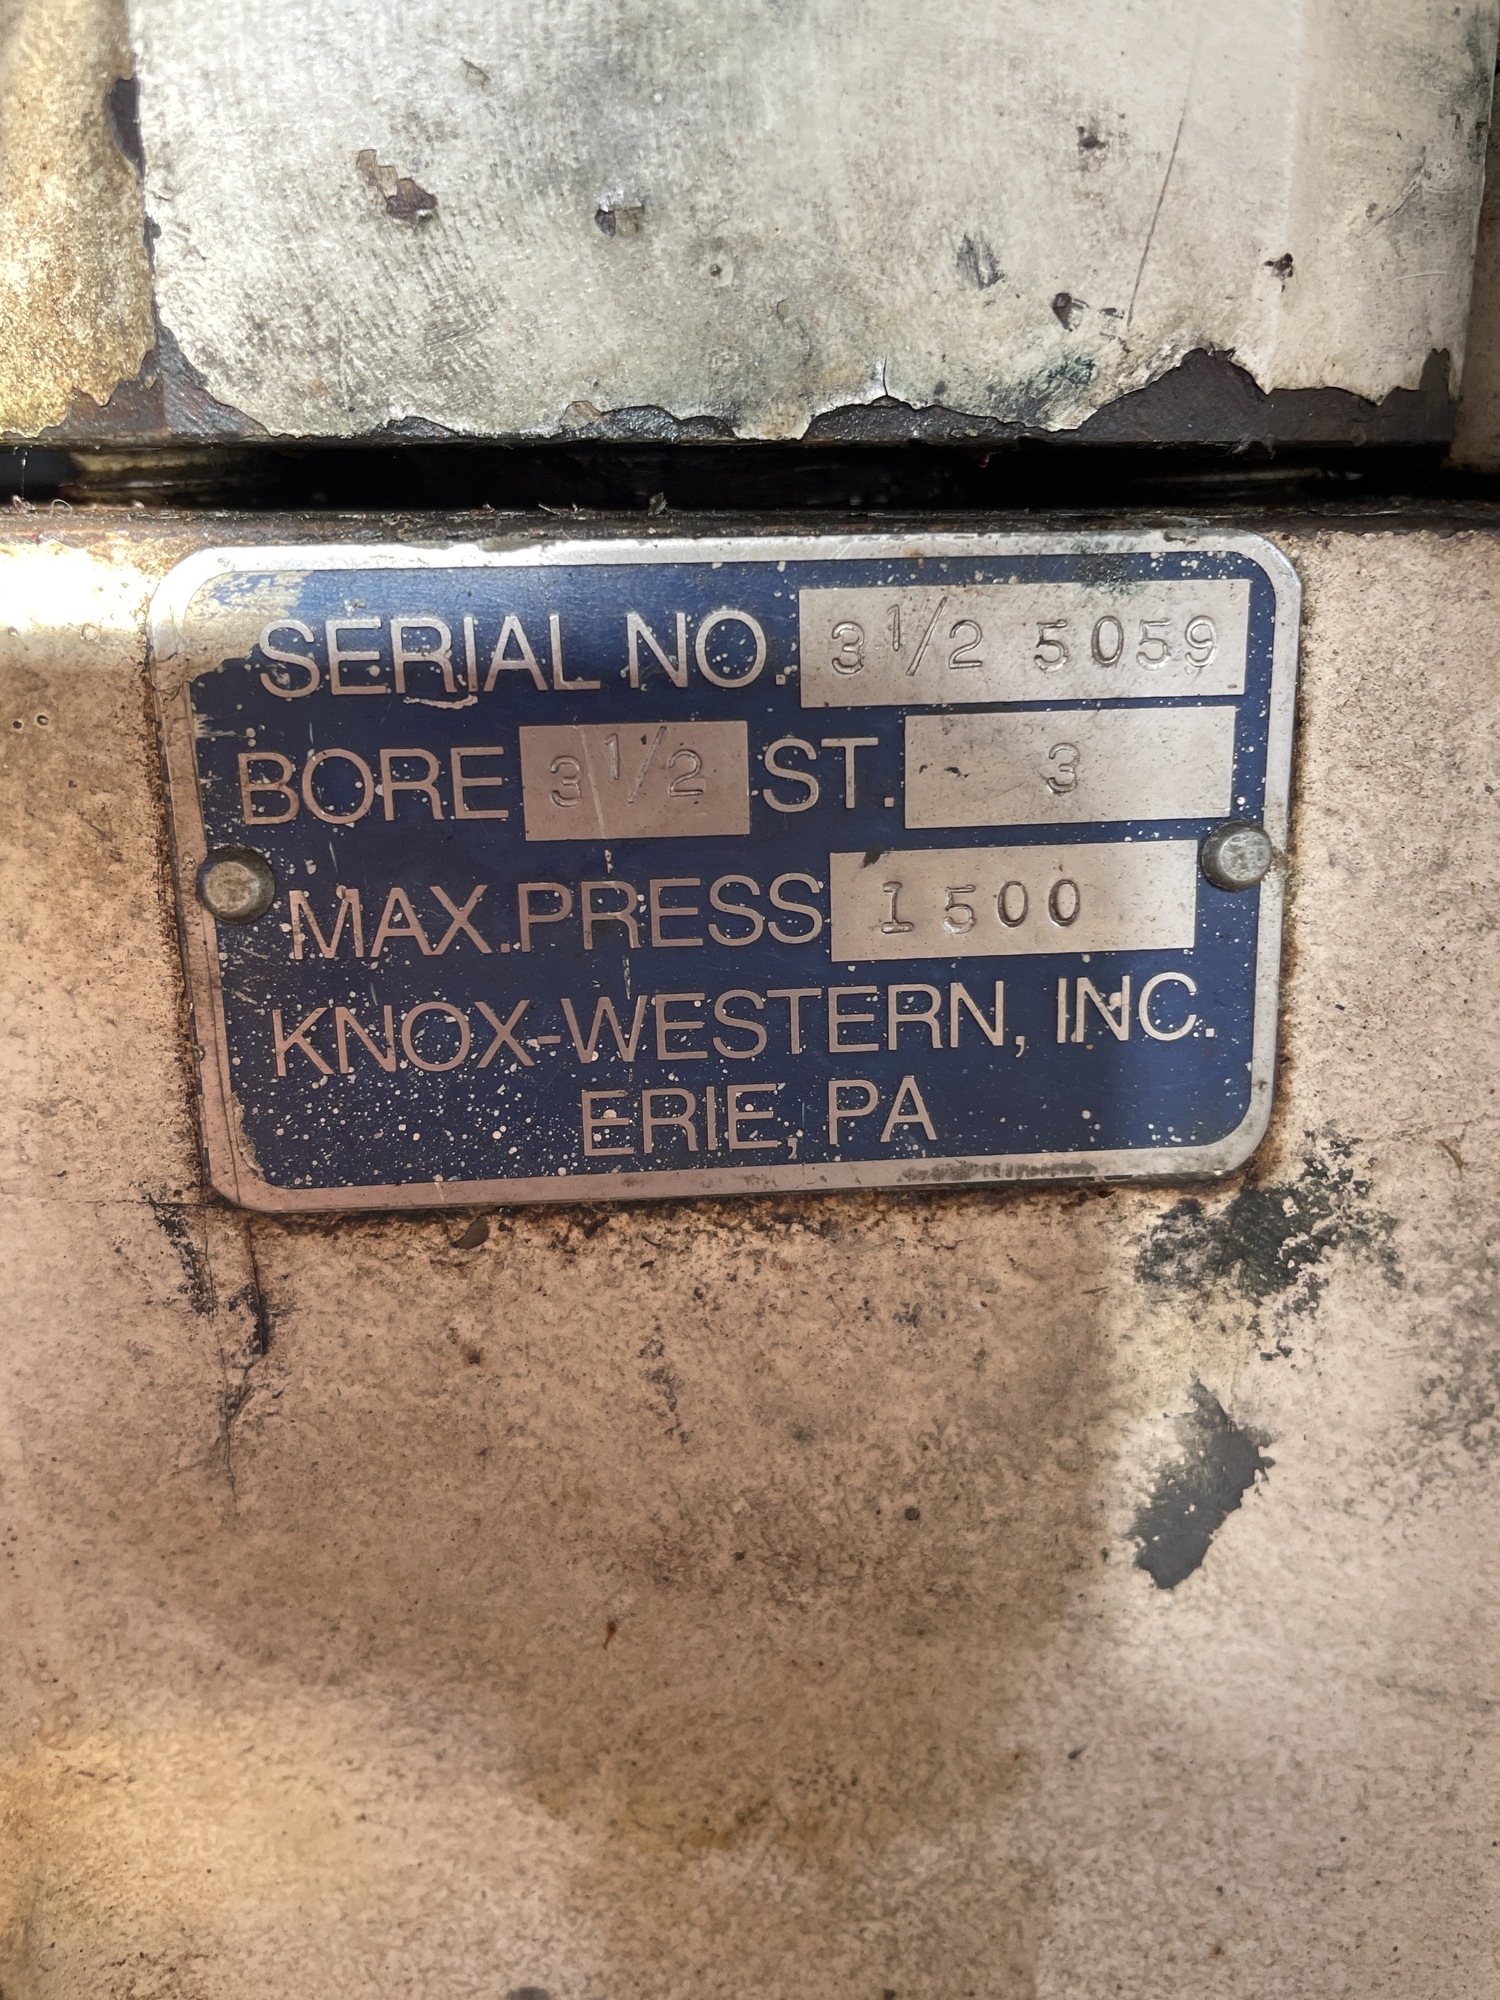 SERIAL NO. 3 1/2 5059
BORE 3 1/2 ST. 3
MAX.PRESS 1500
KNOX-WESTERN, INC.
ERIE, PA